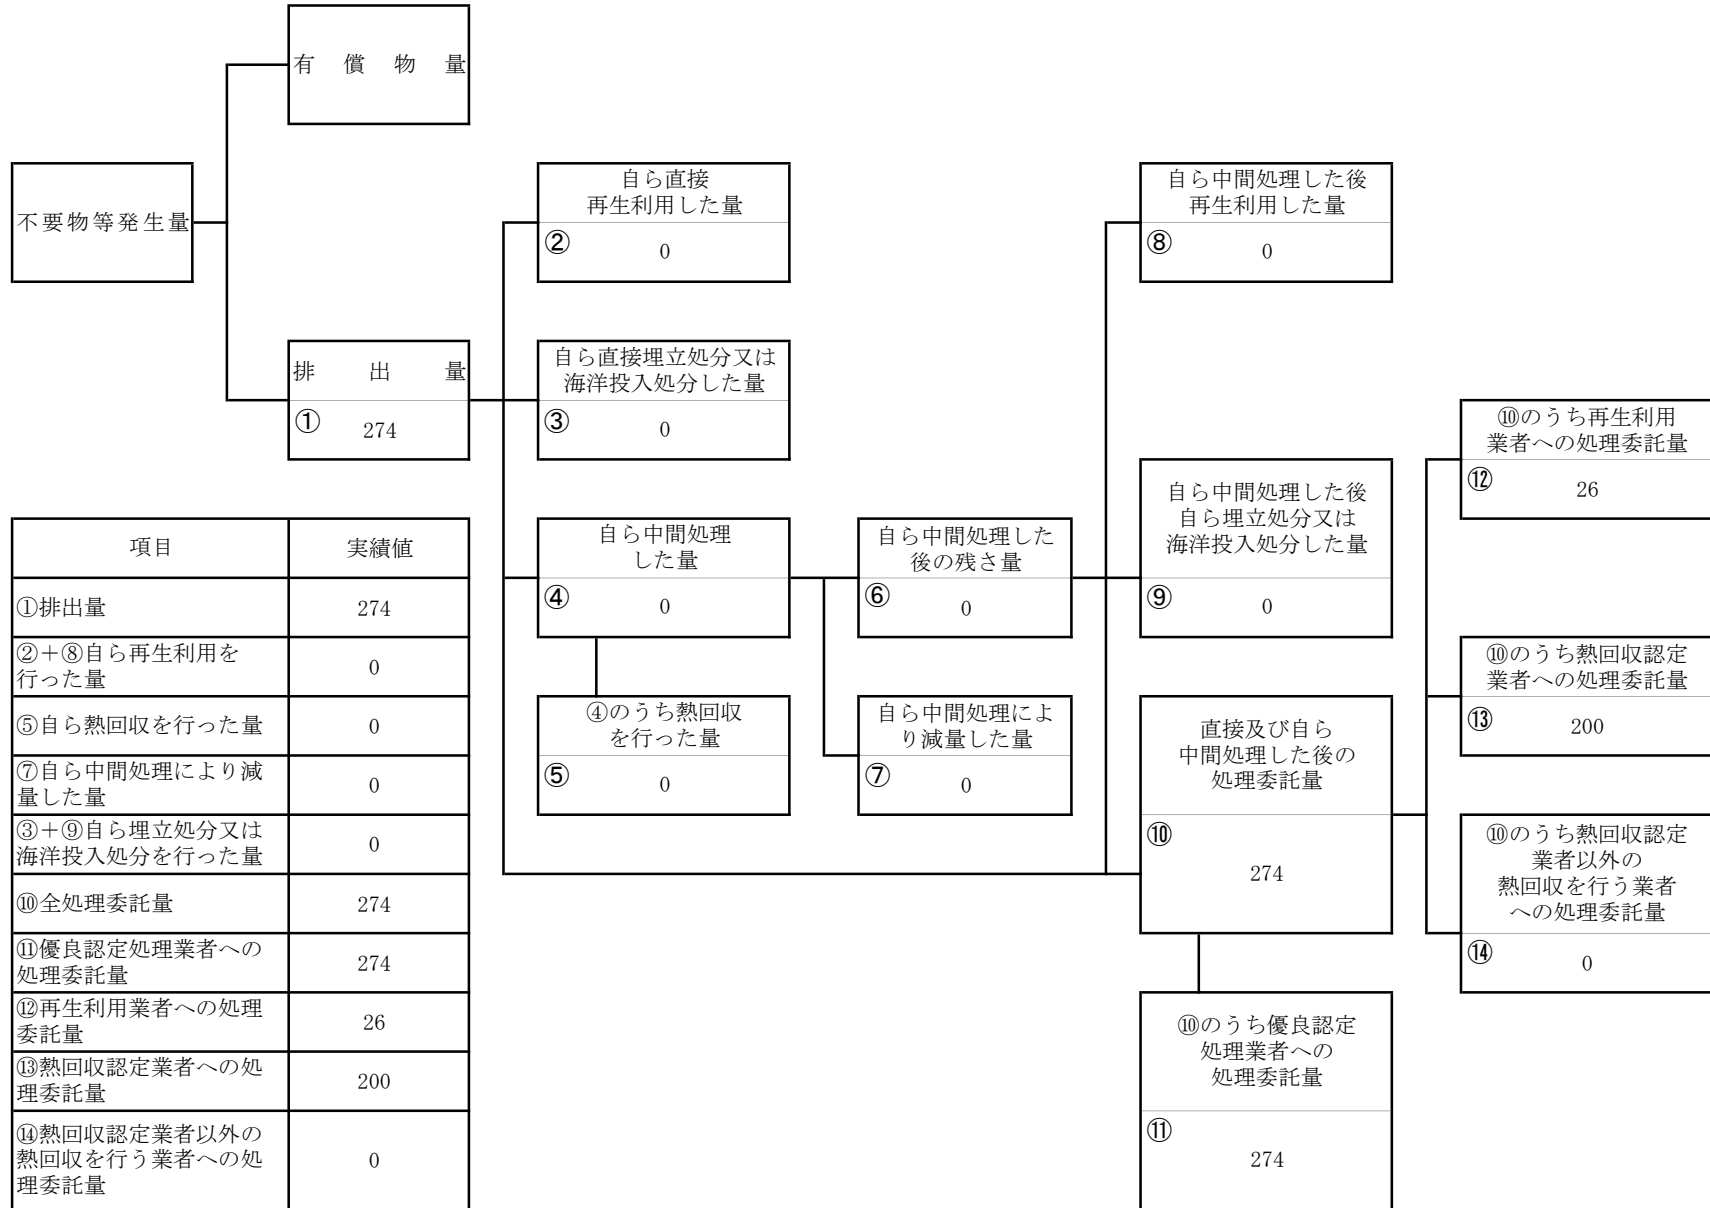 有償物量
不要物等発生量
排出量
① 274
自ら直接
再生利用した量
② 0
自ら直接埋立処分又は
海洋投入処分した量
③ 0
自ら中間処理
した量
④ 0
④のうち熱回収
を行った量
⑤ 0
自ら中間処理した
後の残さ量
⑥ 0
自ら中間処理によ
り減量した量
⑦ 0
自ら中間処理した後
再生利用した量
⑧ 0
自ら中間処理した後
自ら埋立処分又は
海洋投入処分した量
⑨ 0
直接及び自ら
中間処理した後の
処理委託量
⑩
274
⑩のうち優良認定
処理業者への
処理委託量
⑪
274
⑩のうち再生利用
業者への処理委託量
⑫ 26
⑩のうち熱回収認定
業者への処理委託量
⑬ 200
⑩のうち熱回収認定
業者以外の
熱回収を行う業者
への処理委託量
⑭ 0
項目 実績値
①排出量 274
②+⑧自ら再生利用を
行った量 0
⑤自ら熱回収を行った量 0
⑦自ら中間処理により減
量した量 0
③+⑨自ら埋立処分又は
海洋投入処分を行った量 0
⑩全処理委託量 274
⑪優良認定処理業者への
処理委託量 274
⑫再生利用業者への処理
委託量 26
⑬熱回収認定業者への処
理委託量 200
⑭熱回収認定業者以外の
熱回収を行う業者への処
理委託量 0